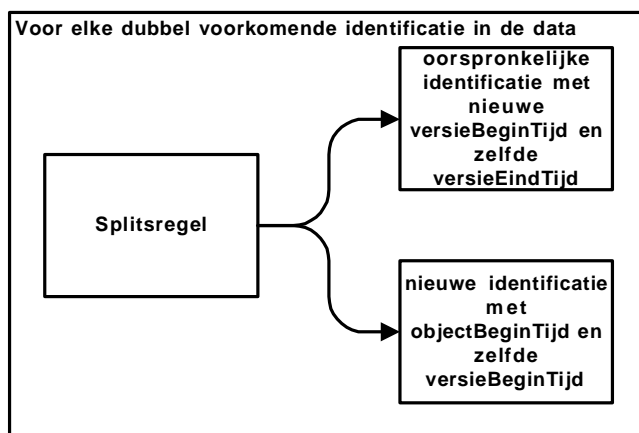 Voor elke dubbel voorkomende identificatie in de data
oorspronkelijke
identificatie met
nieuwe
versieBeginTijd en
zelfde
versieEindTijd
Splitsregel
nieuwe identificatie
met
objectBeginTijd en
zelfde
versieBeginTijd